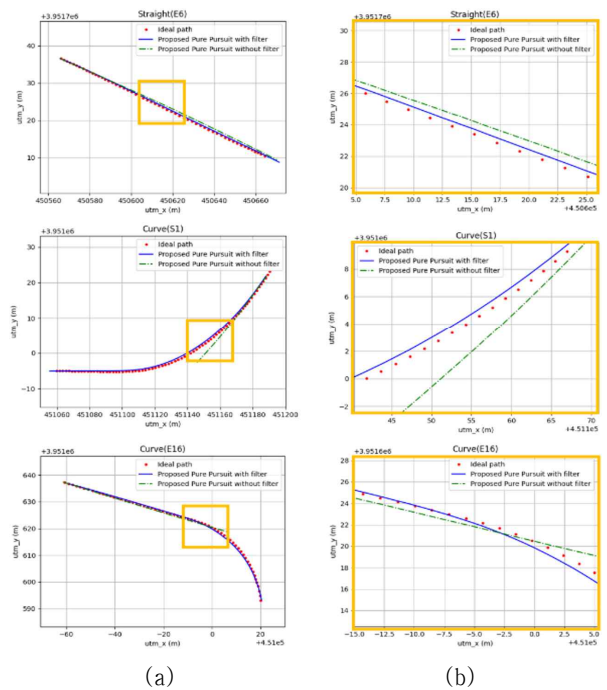 Straight(E6)
+3.9517e6
Ideal path
Proposed Pure Pursuit with filter
Proposed Pure Pursuit without filter
utm_y (m)
40
30
20
10
450560 450580 450600 450620 450640 450660
utm_x (m)
Straight(E6)
+3.9517e6
Ideal path
Proposed Pure Pursuit with filter
Proposed Pure Pursuit without filter
utm_y (m)
30
28
26
24
22
20
5.0 7.5 10.0 12.5 15.0 17.5 20.0 22.5 25.0
utm_x (m)
+4.506e5
Curve(S1)
+3.951e6
Ideal path
Proposed Pure Pursuit with filter
Proposed Pure Pursuit without filter
utm_y (m)
30
20
10
0
−10
451060 451080 451100 451120 451140 451160 451180 451200
utm_x (m)
Curve(S1)
+3.951e6
Ideal path
Proposed Pure Pursuit with filter
Proposed Pure Pursuit without filter
utm_y (m)
8
6
4
2
0
−2
40 50 60 70
utm_x (m)
+4.511e5
Curve(E16)
+3.951e6
Ideal path
Proposed Pure Pursuit with filter
Proposed Pure Pursuit without filter
utm_y (m)
640
630
620
610
600
590
−60 −40 −20 0 20
utm_x (m)
+4.51e5
Curve(E16)
+3.9516e6
Ideal path
Proposed Pure Pursuit with filter
Proposed Pure Pursuit without filter
utm_y (m)
28
26
24
22
20
18
16
14
−15.0 −12.5 −10.0 −7.5 −5.0 −2.5 0.0 2.5 5.0
utm_x (m)
+4.51e5
(a)
(b)